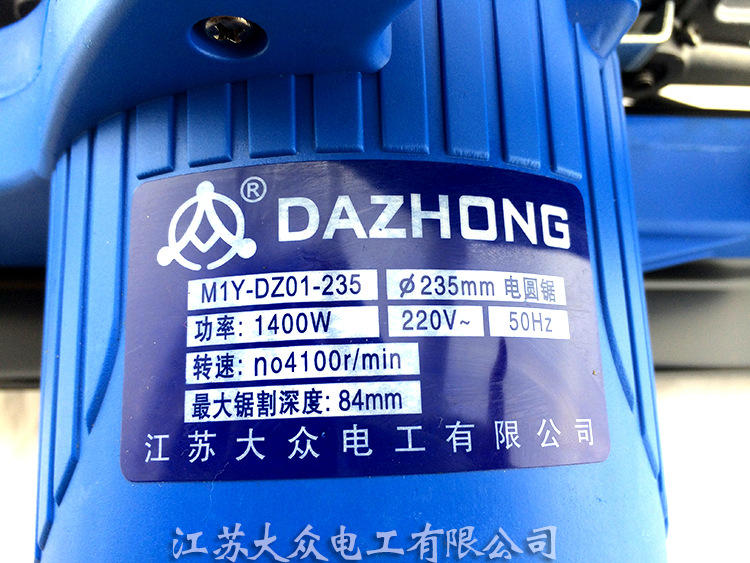 ® DAZHONG
M1Y-DZ01-235 Ø235mm 电圆锯
功率: 1400W 220V~ 50Hz
转速: no4100r/min
最大锯割深度: 84mm
江苏大众电工有限公司
江苏大众电工有限公司